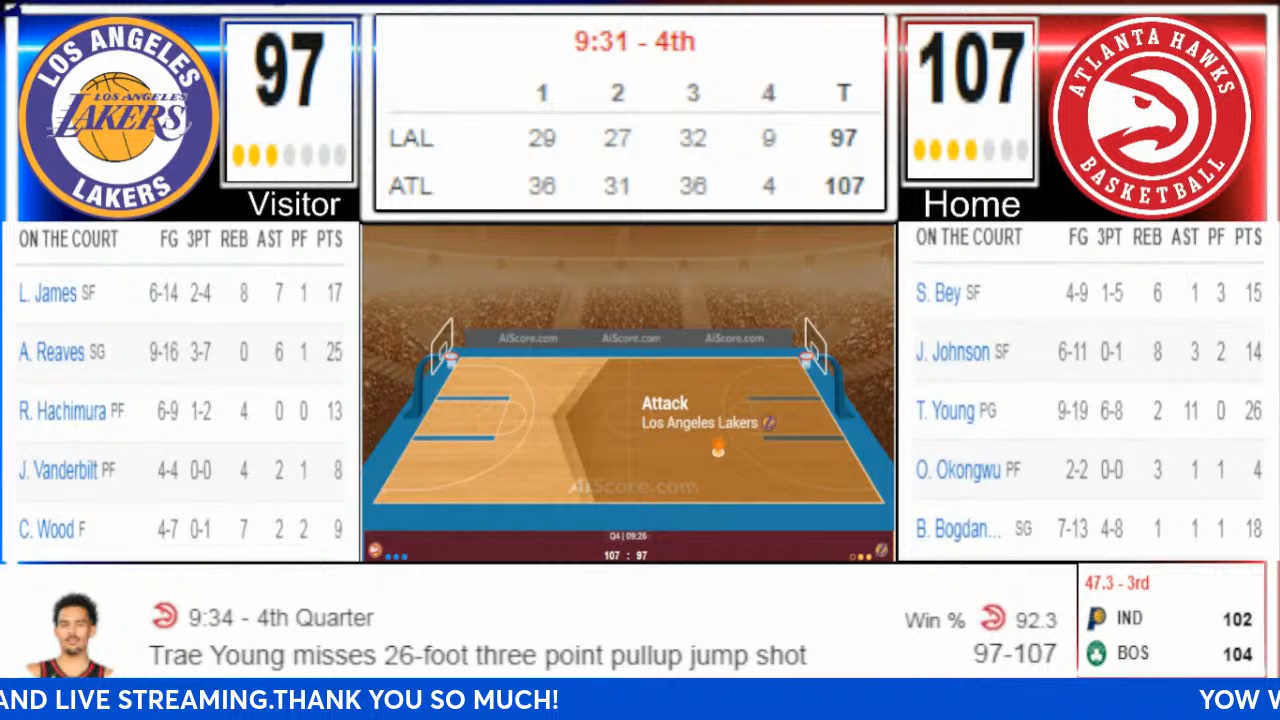 LOS ANGELES
LOS ANGELES
LAKERS
LAKERS
97
Visitor
9:31 - 4th
1 2 3 4 T
LAL 29 27 32 9 97
ATL 36 31 36 4 107
107
Home
ATLANTA HAWKS
BASKETBALL
ON THE COURT FG 3PT REB AST PF PTS
L. James SF 6-14 2-4 8 7 1 17
A. Reaves SG 9-16 3-7 0 6 1 25
R. Hachimura PF 6-9 1-2 4 0 0 13
J. Vanderbilt PF 4-4 0-0 4 2 1 8
C. Wood F 4-7 0-1 7 2 2 9
AiScore.com AiScore.com AiScore.com
Attack
Los Angeles Lakers
AiScore.com
Q4 | 09:26
107 : 97
ON THE COURT FG 3PT REB AST PF PTS
S. Bey SF 4-9 1-5 6 1 3 15
J. Johnson SF 6-11 0-1 8 3 2 14
T. Young PG 9-19 6-8 2 11 0 26
O. Okongwu PF 2-2 0-0 3 1 1 4
B. Bogdan... SG 7-13 4-8 1 1 1 18
9:34 - 4th Quarter
Trae Young misses 26-foot three point pullup jump shot
Win % 92.3
97-107
47.3 - 3rd
IND 102
BOS 104
AND LIVE STREAMING.THANK YOU SO MUCH! YOW W